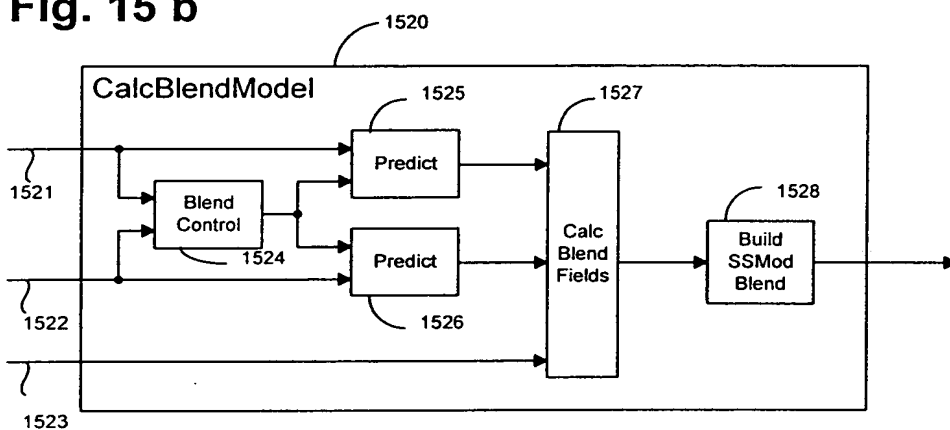 Fig. 15 b
1520
CalcBlendModel
1525
1527
Predict
1521
Blend
Control
1528
1524
Calc
Blend
Fields
Build
SSMod
Blend
Predict
1522
1526
1523